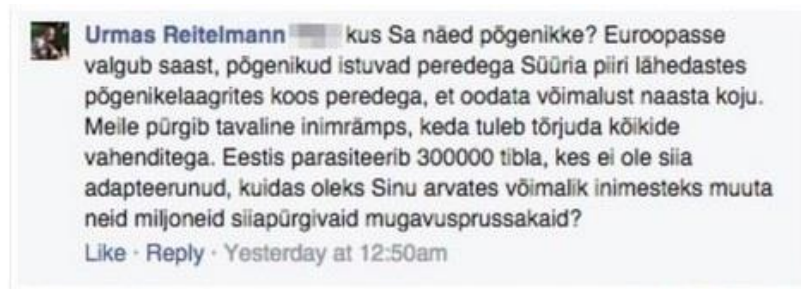 Urmas Reitelmann kus Sa näed põgenikke? Euroopasse
valgub saast, põgenikud istuvad peredega Süüria piiri lähedastes
põgenikelaagrites koos peredega, et oodata võimalust naasta koju.
Meile pürgib tavaline inimrämps, keda tuleb tõrjuda kõikide
vahenditega. Eestis parasiteerib 300000 tibla, kes ei ole siia
adapteerunud, kuidas oleks Sinu arvates võimalik inimesteks muuta
neid miljoneid siiapürgivaid mugavusprussakaid?
Like · Reply · Yesterday at 12:50am